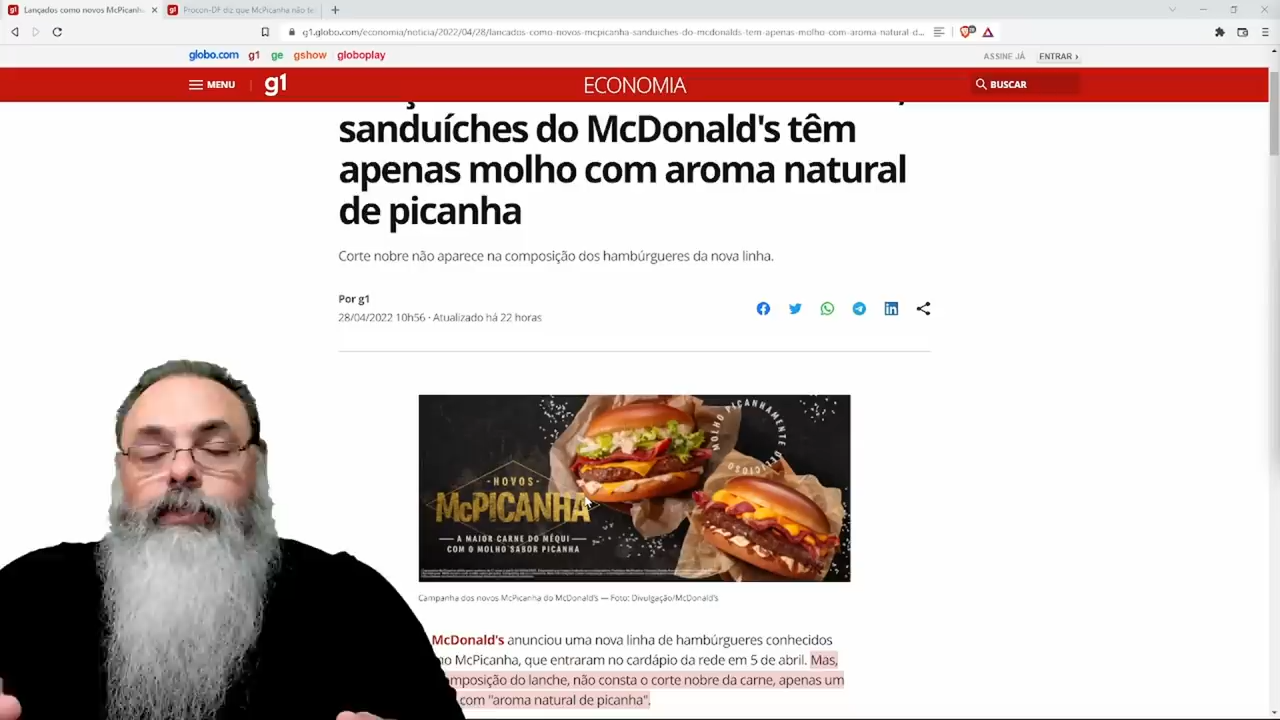 Lançados como novos McPicanh
Procon-DF diz que McPicanha não te
g1.globo.com/economia/noticia/2022/04/28/lancados-como-novos-mcpicanha-sanduiches-do-mcdonalds-tem-apenas-molho-com-aroma-natural-d...
globo.com g1 ge gshow globoplay
ASSINE JÁ ENTRAR ›
MENU g1 ECONOMIA BUSCAR
sanduíches do McDonald's têm
apenas molho com aroma natural
de picanha
Corte nobre não aparece na composição dos hambúrgueres da nova linha.
Por g1
28/04/2022 10h56 · Atualizado há 22 horas
MOLHO PICANHAMENTE DELICIOSO
·NOVOS·
McPICANHA
A MAIOR CARNE DO MÉQUI
COM O MOLHO SABOR PICANHA
Campanha dos novos McPicanha do McDonald's — Foto: Divulgação/McDonald's
McDonald's anunciou uma nova linha de hambúrgueres conhecidos
no McPicanha, que entraram no cardápio da rede em 5 de abril. Mas,
mposição do lanche, não consta o corte nobre da carne, apenas um
com "aroma natural de picanha".